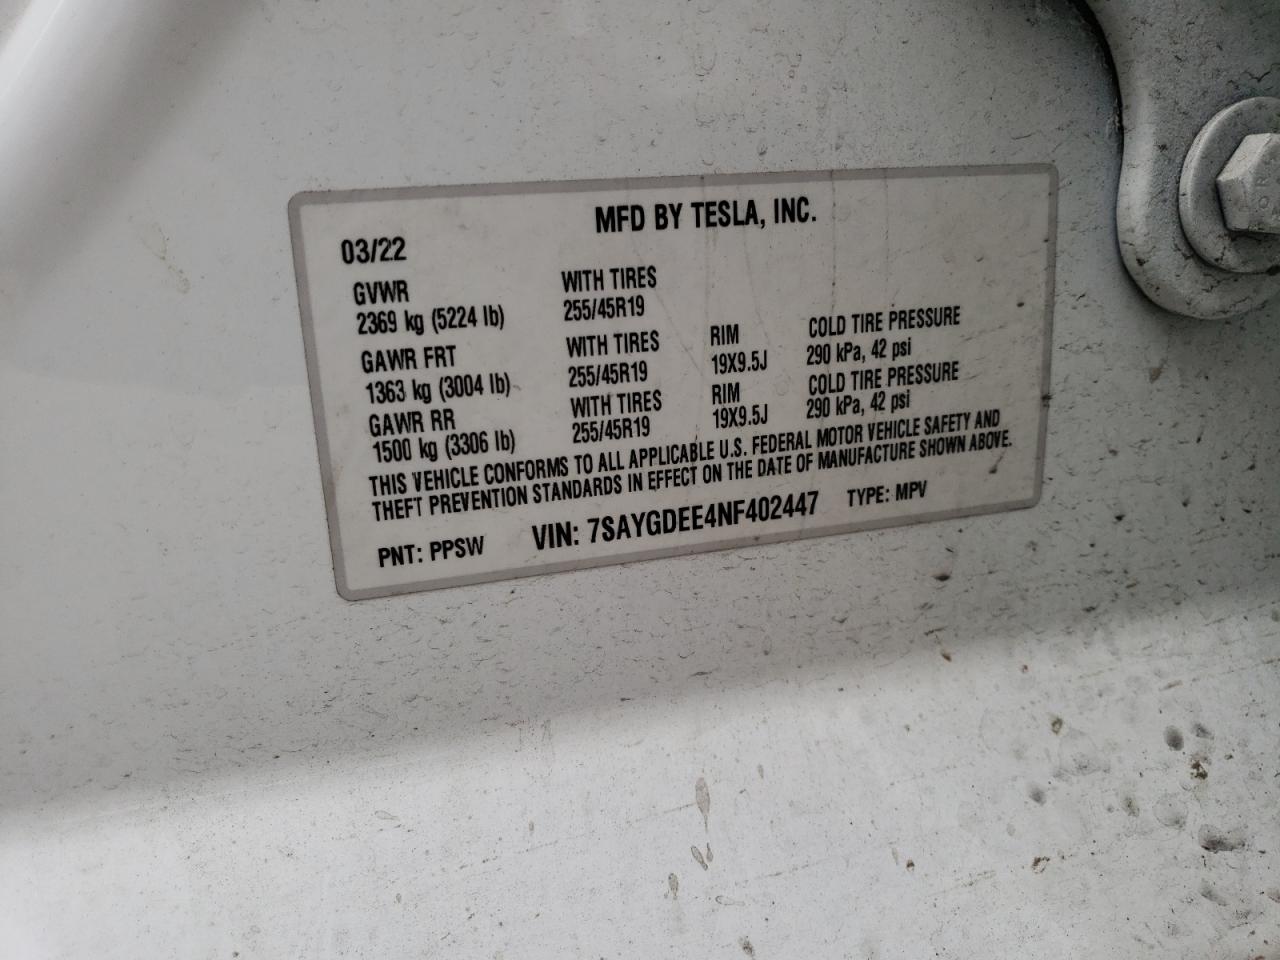 MFD BY TESLA, INC.
03/22
GVWR WITH TIRES
2369 kg (5224 lb) 255/45R19
GAWR FRT WITH TIRES RIM COLD TIRE PRESSURE
1363 kg (3004 lb) 255/45R19 19X9.5J 290 kPa, 42 psi
GAWR RR WITH TIRES RIM COLD TIRE PRESSURE
1500 kg (3306 lb) 255/45R19 19X9.5J 290 kPa, 42 psi
THIS VEHICLE CONFORMS TO ALL APPLICABLE U.S. FEDERAL MOTOR VEHICLE SAFETY AND
THEFT PREVENTION STANDARDS IN EFFECT ON THE DATE OF MANUFACTURE SHOWN ABOVE.
PNT: PPSW VIN: 7SAYGDEE4NF402447 TYPE: MPV